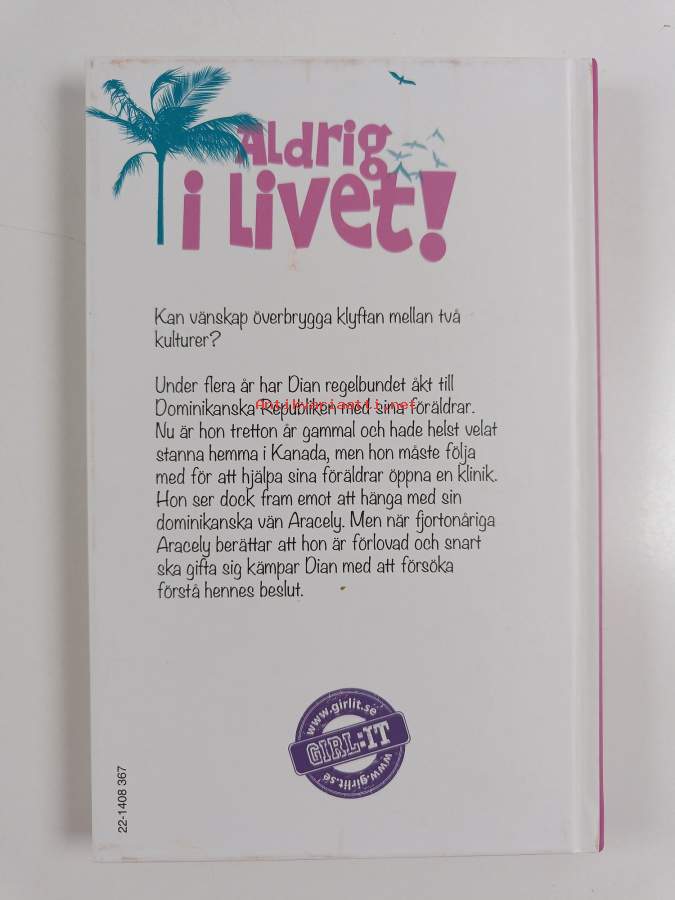 Aldrig
i livet!
Kan vänskap överbrygga klyftan mellan två
kulturer?
Under flera år har Dian regelbundet åkt till
Dominikanska Republiken med sina föräldrar.
Antikvariaatti.net
Nu är hon tretton år gammal och hade helst velat
stanna hemma i Kanada, men hon måste följa
med för att hjälpa sina föräldrar öppna en klinik.
Hon ser dock fram emot att hänga med sin
dominikanska vän Aracely. Men när fjortonåriga
Aracely berättar att hon är förlovad och snart
ska gifta sig kämpar Dian med att försöka
förstå hennes beslut.
www.girlit.se
GIRL:IT
www.girlit.se
22-1408 367